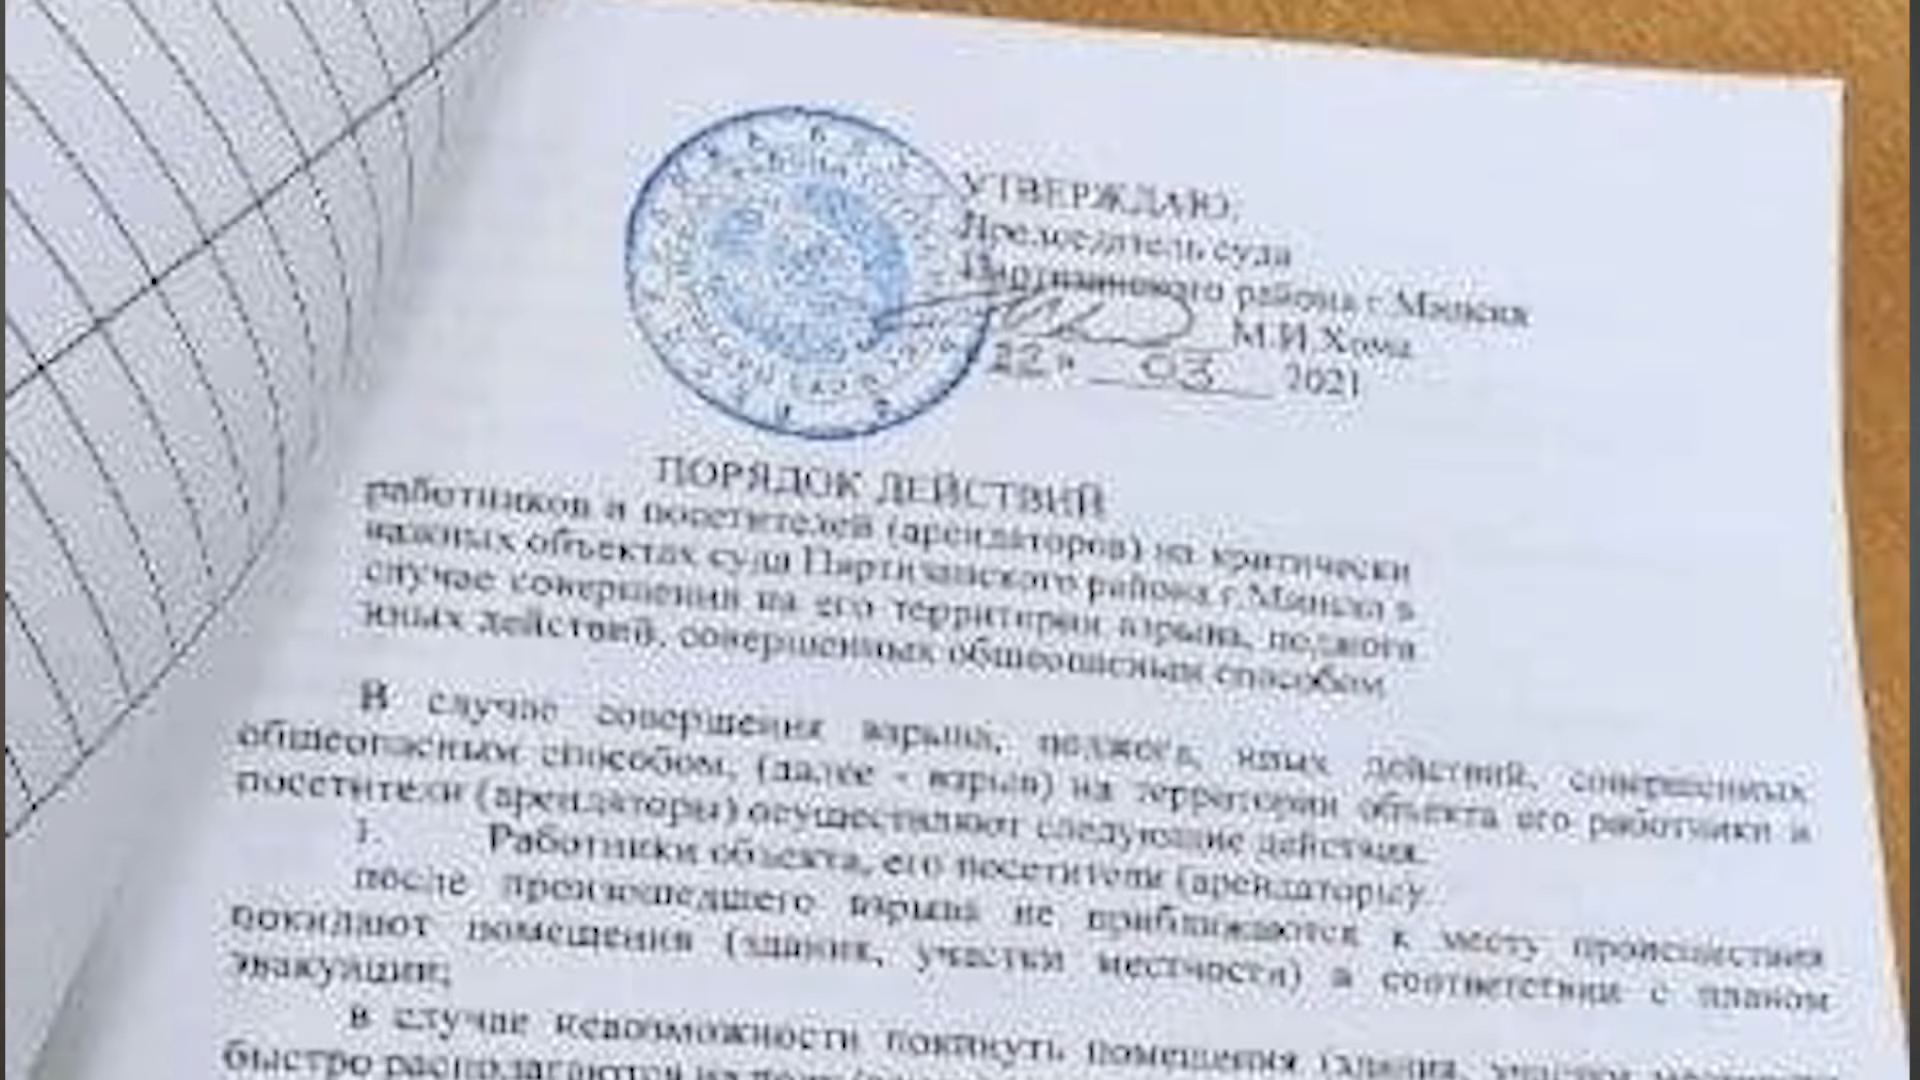 УТВЕРЖДАЮ:
Председатель суда
Партизанского района г.Минска
М.И.Хома
22» 03 2021
ПОРЯДОК ДЕЙСТВИЙ
работников и посетителей (арендаторов) на критически
важных объектах суда Партизанского района г.Минска в
случае совершения на его территории взрыва, поджога
иных действий, совершенных общеопасным способом
В случае совершения взрыва, поджога, иных действий, совершенных
общеопасным способом, (далее - взрыв) на территории объекта его работники и
посетители (арендаторы) осуществляют следующие действия.
1. Работники объекта, его посетители (арендаторы):
после произошедшего взрыва не приближаются к месту происшествия
покидают помещения (здания, участки местности) в соответствии с планом
эвакуации;
в случае невозможности покинуть помещения (здания, участки
быстро располагаются на полу